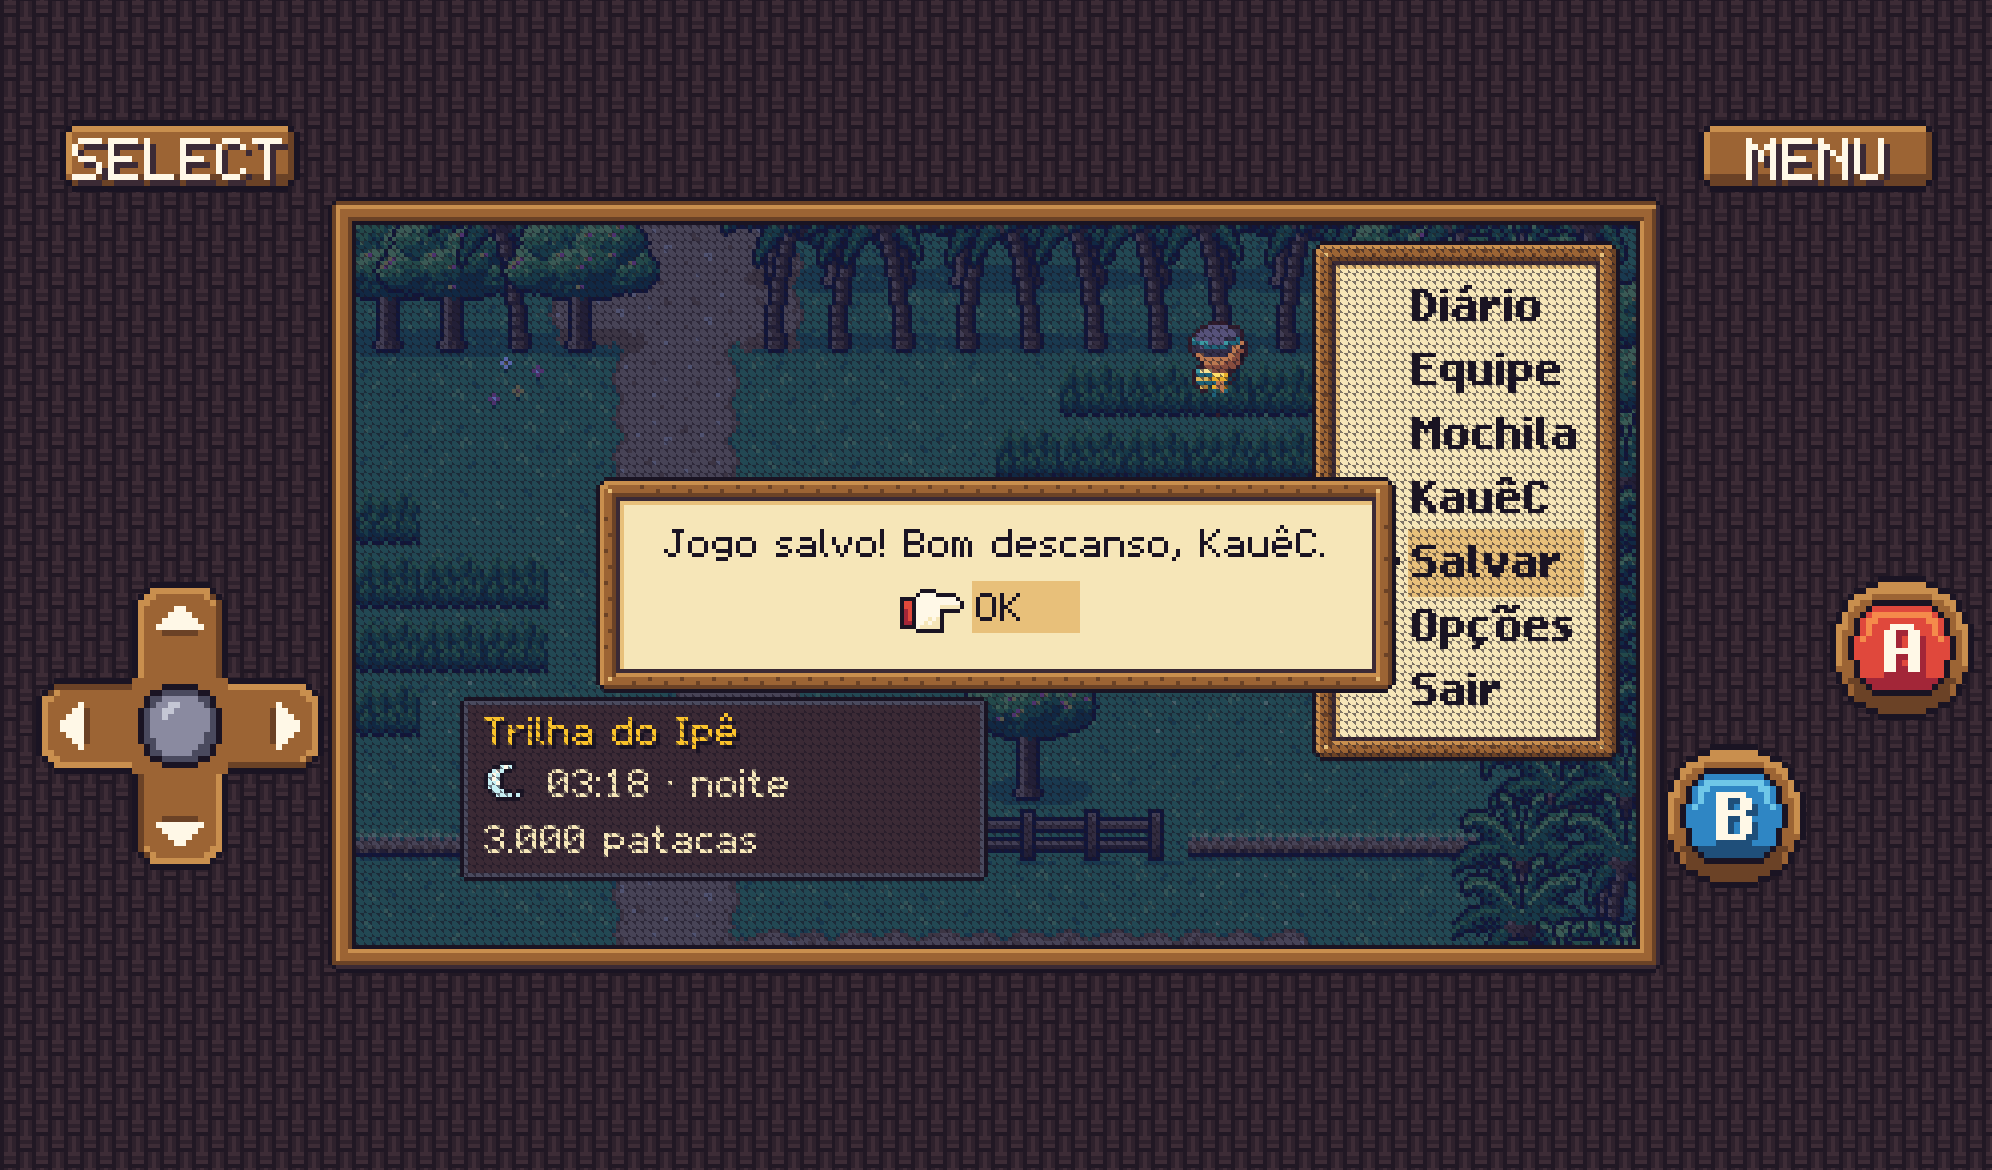 SELECT
MENU
Diário
Equipe
Mochila
KauêC
Salvar
Opções
Sair
Jogo salvo! Bom descanso, KauêC.
OK
Trilha do Ipê
03:18 · noite
3.000 patacas
A
B